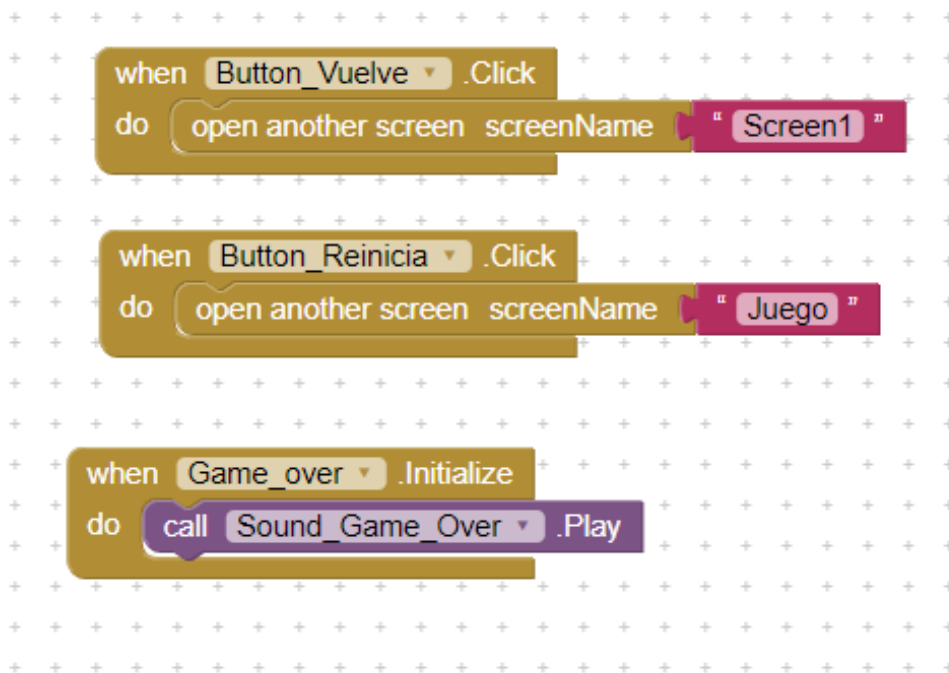 when Button_Vuelve .Click
do open another screen screenName " Screen1 "
when Button_Reinicia .Click
do open another screen screenName " Juego "
when Game_over .Initialize
do call Sound_Game_Over .Play